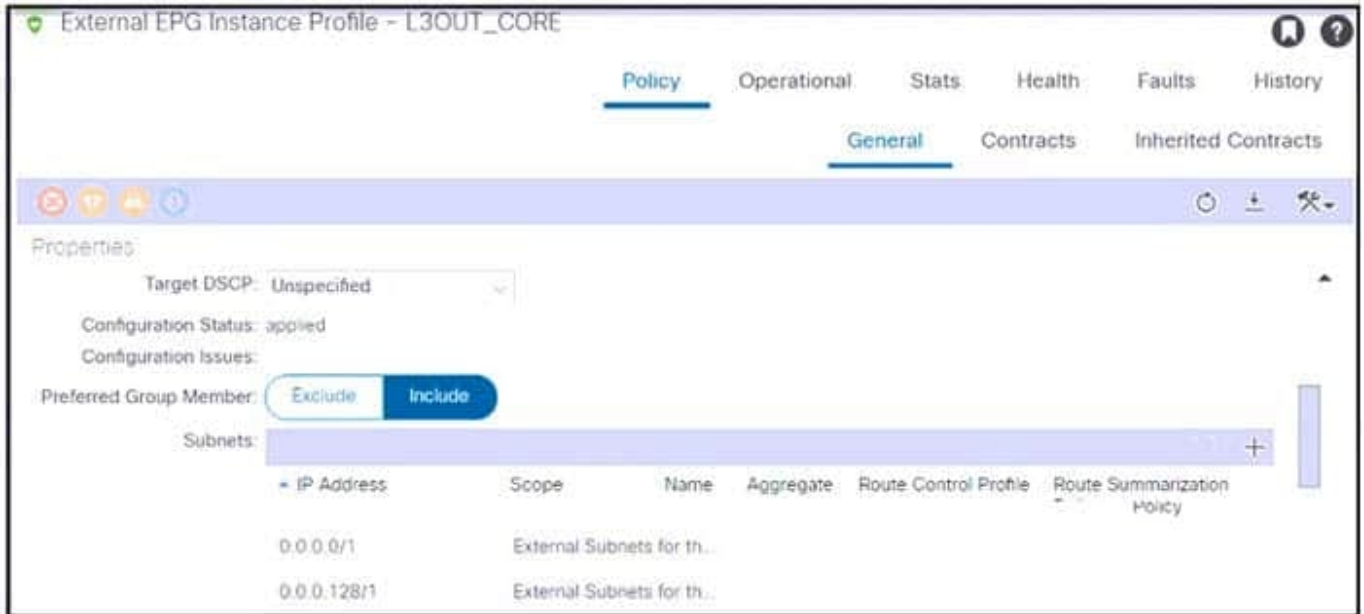 External EPG Instance Profile - L3OUT_CORE
Policy Operational Stats Health Faults History
General Contracts Inherited Contracts
Properties
Target DSCP: Unspecified
Configuration Status: applied
Configuration Issues:
Preferred Group Member: Exclude Include
Subnets:
IP Address Scope Name Aggregate Route Control Profile Route Summarization
Policy
0.0.0.0/1 External Subnets for th...
0.0.0.128/1 External Subnets for th...